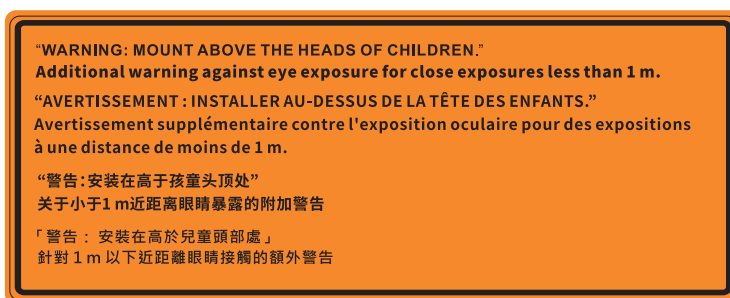 “WARNING: MOUNT ABOVE THE HEADS OF CHILDREN.”
Additional warning against eye exposure for close exposures less than 1 m.
“AVERTISSEMENT : INSTALLER AU-DESSUS DE LA TÊTE DES ENFANTS.”
Avertissement supplémentaire contre l'exposition oculaire pour des expositions
à une distance de moins de 1 m.
“警告：安装在高于孩童头顶处”
关于小于1 m近距离眼睛暴露的附加警告
「警告： 安裝在高於兒童頭部處」
針對 1 m 以下近距離眼睛接觸的額外警告